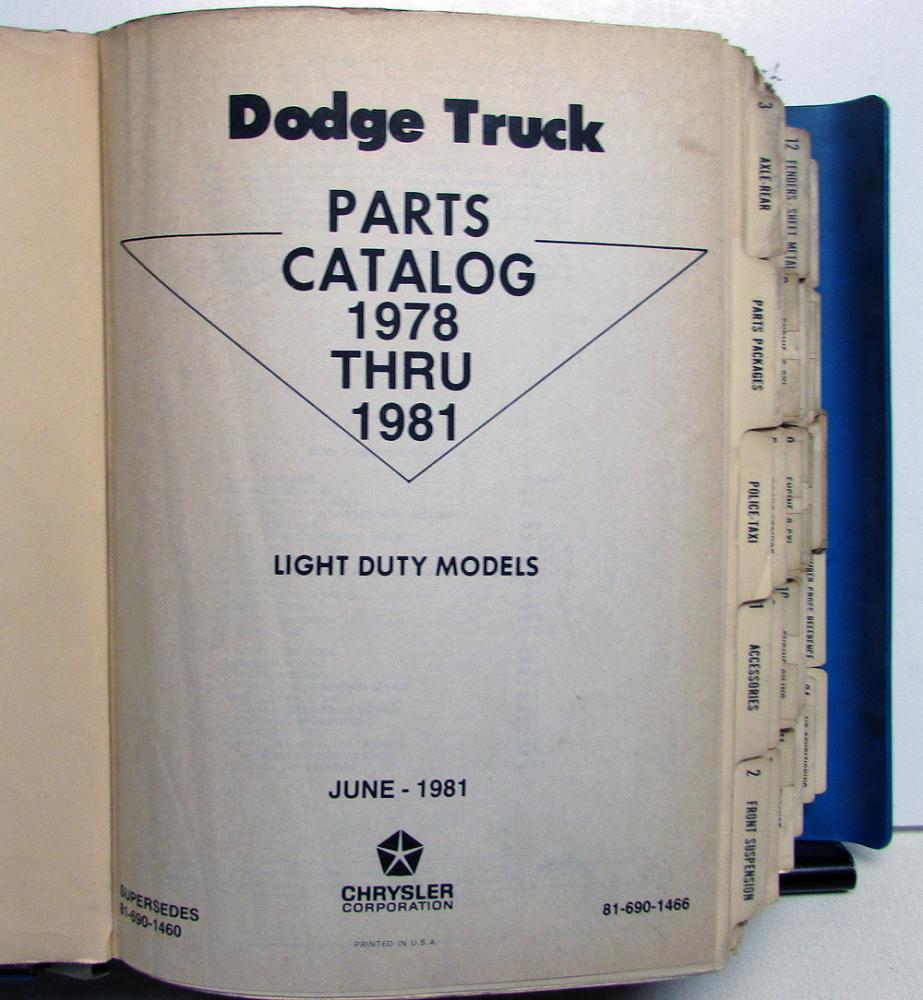 Dodge Truck
PARTS
CATALOG
1978
THRU
1981
LIGHT DUTY MODELS
JUNE - 1981
CHRYSLER
CORPORATION
SUPERSEDES
81-690-1460
81-690-1466
PRINTED IN U.S.A.
3 AXLE-REAR
12 FENDERS-SHEET METAL
PARTS PACKAGES
POLICE-TAXI
1 ACCESSORIES
2 FRONT SUSPENSION